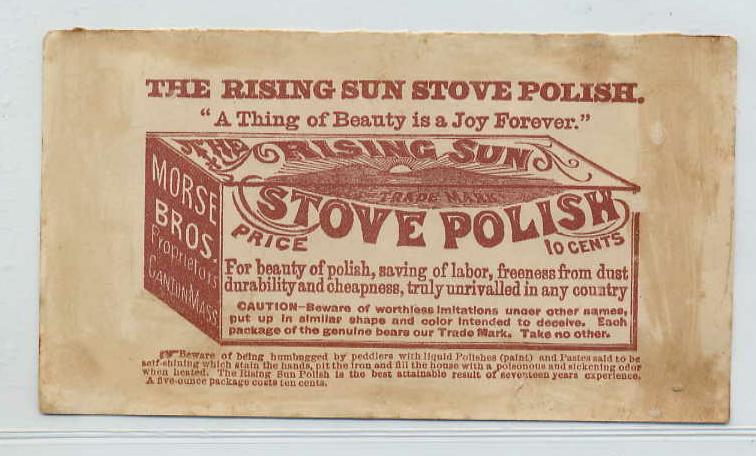 THE RISING SUN STOVE POLISH.
"A Thing of Beauty is a Joy Forever."
THE
RISING SUN
TRADE MARK
STOVE POLISH
PRICE 10 CENTS
MORSE
BROS.
Proprietors
CANTON MASS
For beauty of polish, saving of labor, freeness from dust
durability and cheapness, truly unrivalled in any country
CAUTION-Beware of worthless imitations under other names,
put up in similar shape and color intended to deceive. Each
package of the genuine bears our Trade Mark. Take no other.
☞ Beware of being humbugged by peddlers with liquid Polishes (paint) and Pastes said to be
self-shining which stain the hands, pit the iron and fill the house with a poisonous and sickening odor
when heated. The Rising Sun Polish is the best attainable result of seventeen years experience.
A five-ounce package costs ten cents.